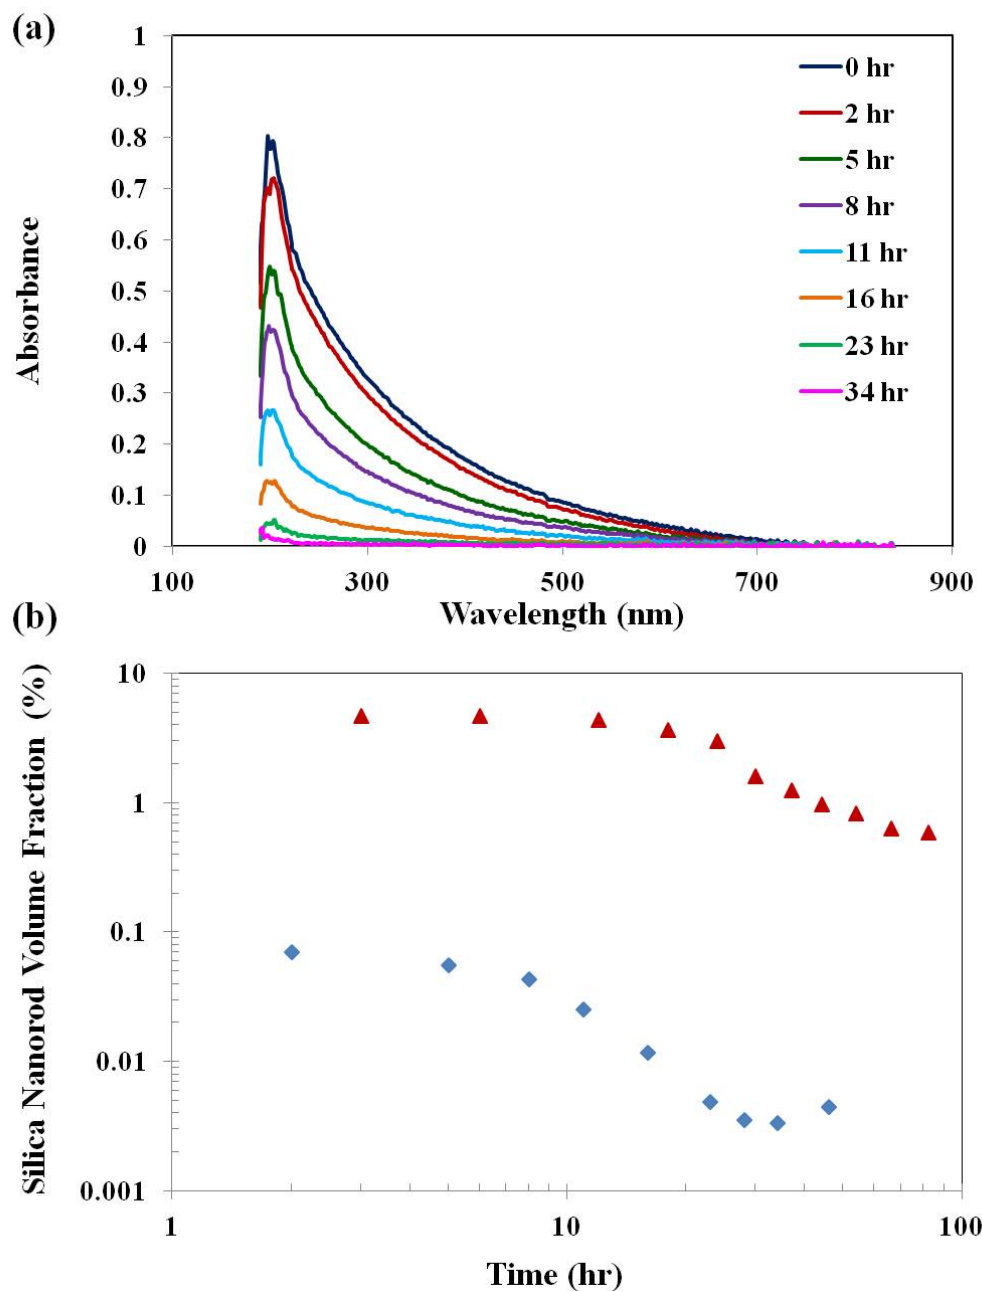 (a)
1
0.9
0.8
0.7
0.6
0.5
0.4
0.3
0.2
0.1
0
Absorbance
0 hr
2 hr
5 hr
8 hr
11 hr
16 hr
23 hr
34 hr
100 300 500 700 900
Wavelength (nm)
(b)
10
1
0.1
0.01
0.001
Silica Nanorod Volume Fraction (%)
1 10 100
Time (hr)